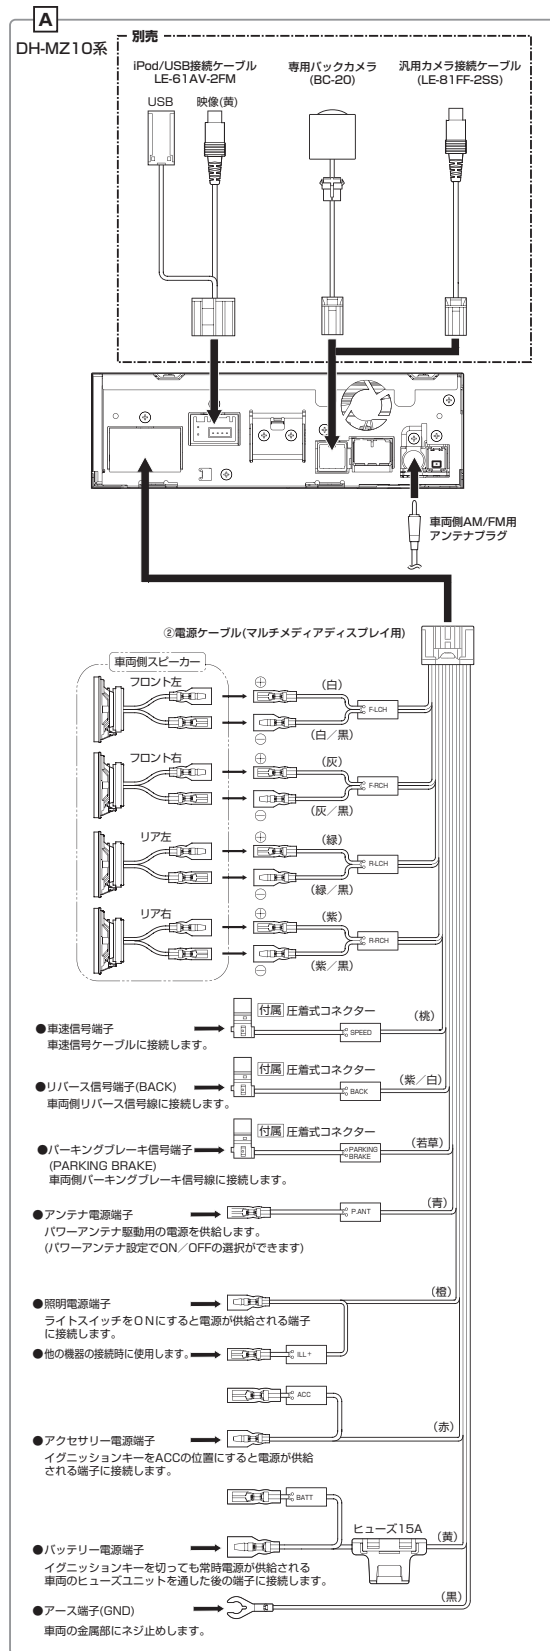 A
DH-MZ10系
別売
iPod/USB接続ケーブル
LE-61AV-2FM
USB
映像(黄)
専用バックカメラ
(BC-20)
汎用カメラ接続ケーブル
(LE-81FF-2SS)
車両側AM/FM用
アンテナプラグ
②電源ケーブル(マルチメディアディスプレイ用)
車両側スピーカー
フロント左
⊕
(白)
F-LCH
(白/黒)
⊖
フロント右
⊕
(灰)
F-RCH
(灰/黒)
⊖
リア左
⊕
(緑)
R-LCH
(緑/黒)
⊖
リア右
⊕
(紫)
R-RCH
(紫/黒)
⊖
付属 圧着式コネクター
(桃)
●車速信号端子
SPEED
車速信号ケーブルに接続します。
付属 圧着式コネクター
(紫/白)
●リバース信号端子(BACK)
BACK
車両側リバース信号線に接続します。
付属 圧着式コネクター
(若草)
●パーキングブレーキ信号端子
(PARKING BRAKE)
PARKING
BRAKE
車両側パーキングブレーキ信号線に接続します。
(青)
●アンテナ電源端子
P.ANT
パワーアンテナ駆動用の電源を供給します。
(パワーアンテナ設定でON/OFFの選択ができます)
(橙)
●照明電源端子
ライトスイッチをONにすると電源が供給される端子
に接続します。
●他の機器の接続時に使用します。
ILL+
ACC
(赤)
●アクセサリー電源端子
イグニッションキーをACCの位置にすると電源が供給
される端子に接続します。
BATT
ヒューズ15A
(黄)
●バッテリー電源端子
イグニッションキーを切っても常時電源が供給される
車両のヒューズユニットを通した後の端子に接続します。
(黒)
●アース端子(GND)
車両の金属部にネジ止めします。